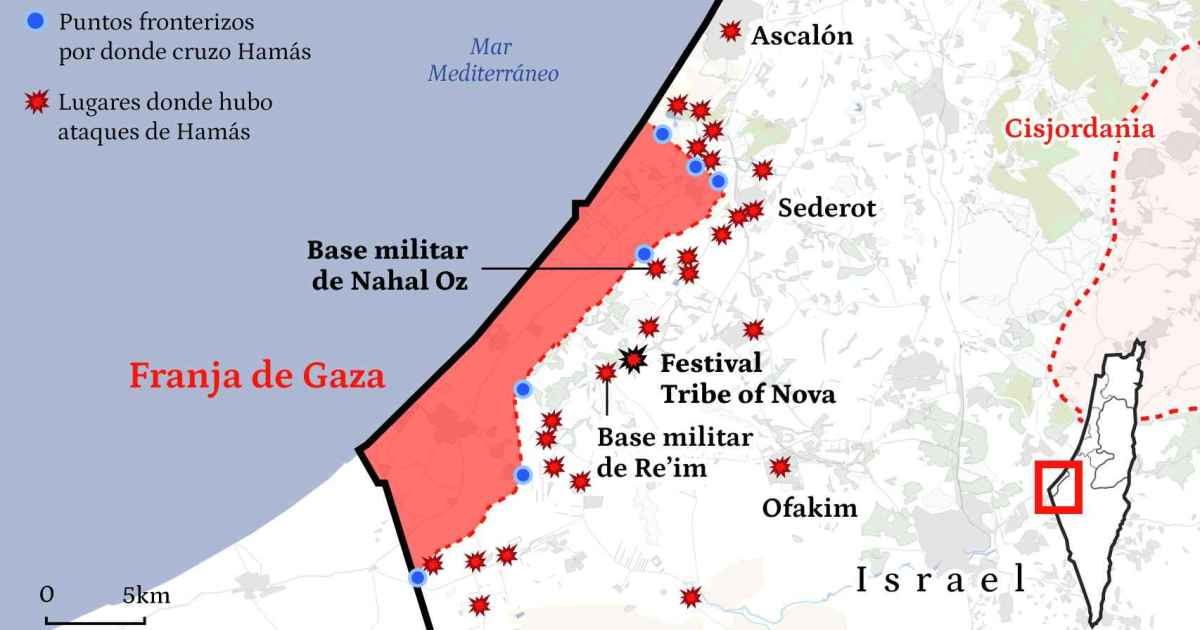 Puntos fronterizos
por donde cruzo Hamás
Lugares donde hubo
ataques de Hamás
Mar
Mediterráneo
Ascalón
Cisjordania
Sederot
Base militar
de Nahal Oz
Franja de Gaza
Festival
Tribe of Nova
Base militar
de Re’im
Ofakim
Israel
0 5km